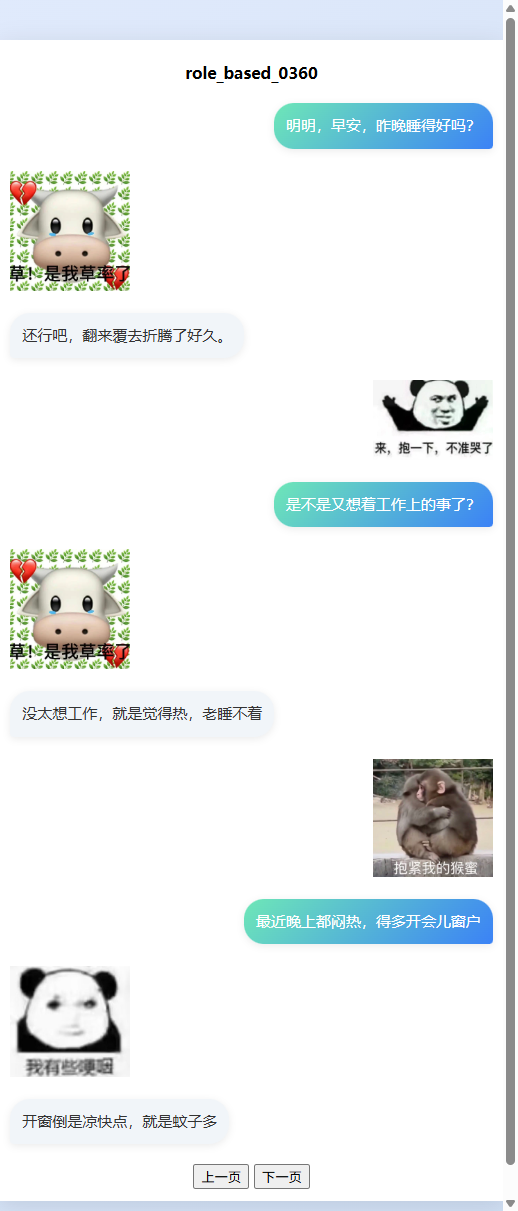 role_based_0360
明明，早安，昨晚睡得好吗？
草！是我草率了
还行吧，翻来覆去折腾了好久。
来，抱一下，不准哭了
是不是又想着工作上的事了？
草！是我草率了
没太想工作，就是觉得热，老睡不着
抱紧我的猴蜜
最近晚上都闷热，得多开会儿窗户
我有些哽咽
开窗倒是凉快点，就是蚊子多
上一页 下一页